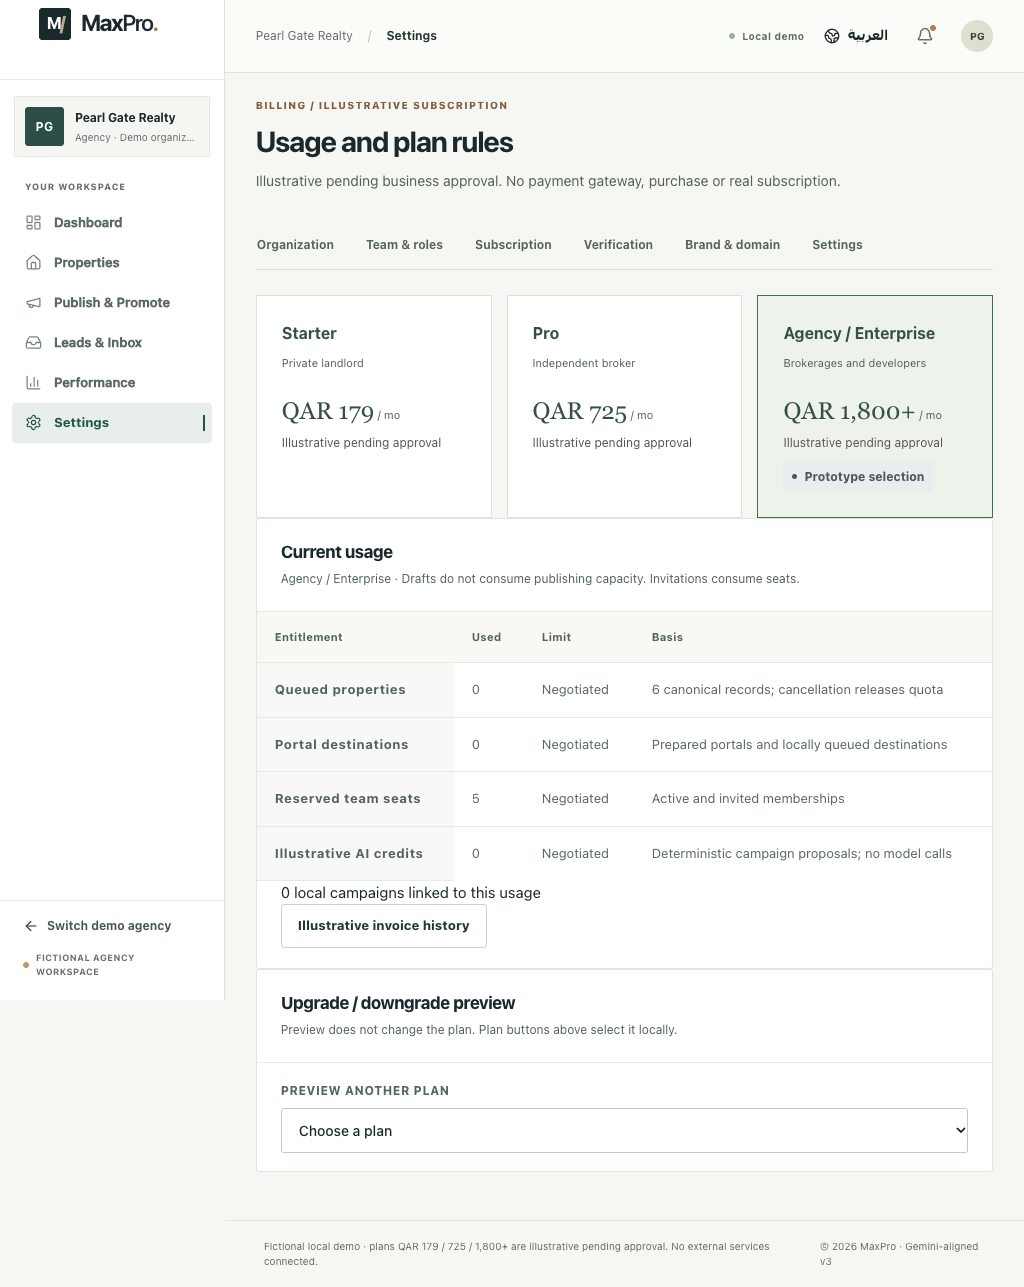 M/ MaxPro.
Pearl Gate Realty / Settings
Local demo
العربية
PG
PG
Pearl Gate Realty
Agency · Demo organiz...
YOUR WORKSPACE
Dashboard
Properties
Publish & Promote
Leads & Inbox
Performance
Settings
Switch demo agency
FICTIONAL AGENCY
WORKSPACE
BILLING / ILLUSTRATIVE SUBSCRIPTION
Usage and plan rules
Illustrative pending business approval. No payment gateway, purchase or real subscription.
Organization Team & roles Subscription Verification Brand & domain Settings
Starter
Private landlord
QAR 179 / mo
Illustrative pending approval
Pro
Independent broker
QAR 725 / mo
Illustrative pending approval
Agency / Enterprise
Brokerages and developers
QAR 1,800+ / mo
Illustrative pending approval
Prototype selection
Current usage
Agency / Enterprise · Drafts do not consume publishing capacity. Invitations consume seats.
Entitlement Used Limit Basis
Queued properties 0 Negotiated 6 canonical records; cancellation releases quota
Portal destinations 0 Negotiated Prepared portals and locally queued destinations
Reserved team seats 5 Negotiated Active and invited memberships
Illustrative AI credits 0 Negotiated Deterministic campaign proposals; no model calls
0 local campaigns linked to this usage
Illustrative invoice history
Upgrade / downgrade preview
Preview does not change the plan. Plan buttons above select it locally.
PREVIEW ANOTHER PLAN
Choose a plan
Fictional local demo · plans QAR 179 / 725 / 1,800+ are illustrative pending approval. No external services
connected.
© 2026 MaxPro · Gemini-aligned
v3